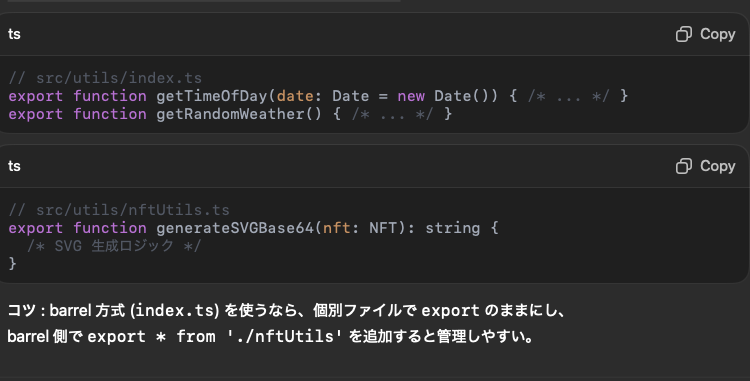 ts
Copy
// src/utils/index.ts
export function getTimeOfDay(date: Date = new Date()) { /* ... */ }
export function getRandomWeather() { /* ... */ }
ts
Copy
// src/utils/nftUtils.ts
export function generateSVGBase64(nft: NFT): string {
  /* SVG 生成ロジック */
}
コツ : barrel 方式 (index.ts) を使うなら、個別ファイルで export のままにし、
barrel 側で export * from './nftUtils' を追加すると管理しやすい。